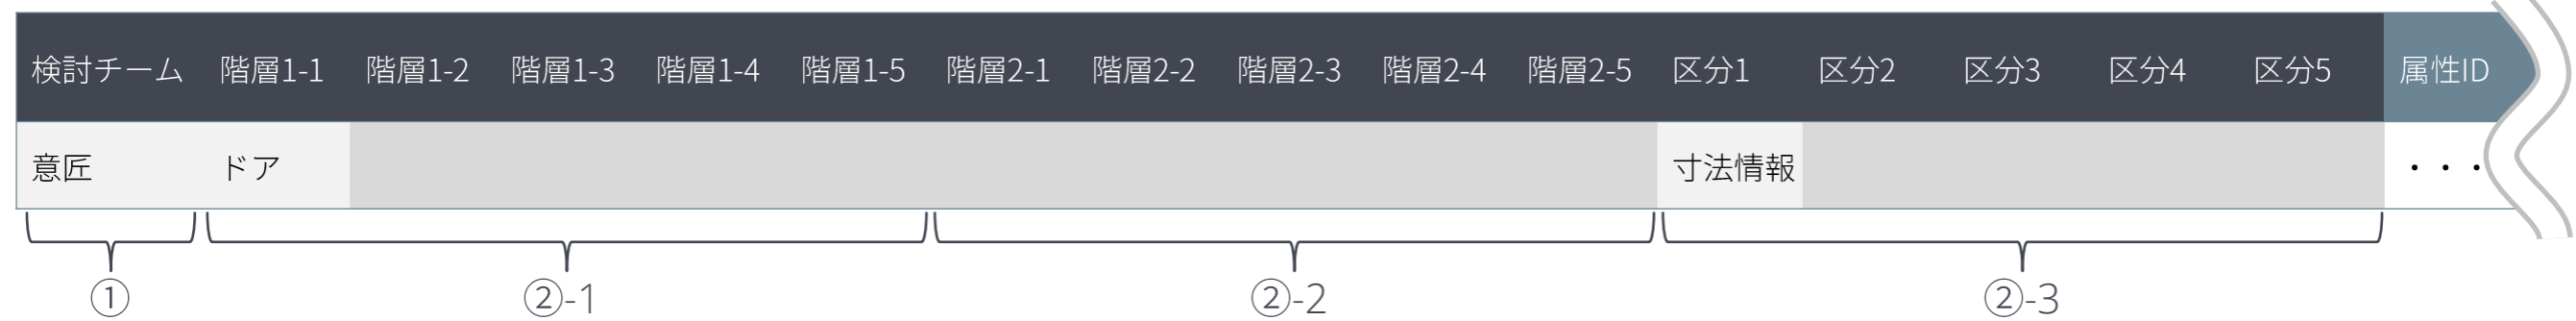 検討チーム 階層1-1 階層1-2 階層1-3 階層1-4 階層1-5 階層2-1 階層2-2 階層2-3 階層2-4 階層2-5 区分1 区分2 区分3 区分4 区分5 属性ID
意匠 ドア 寸法情報 ・・・
① ②-1 ②-2 ②-3